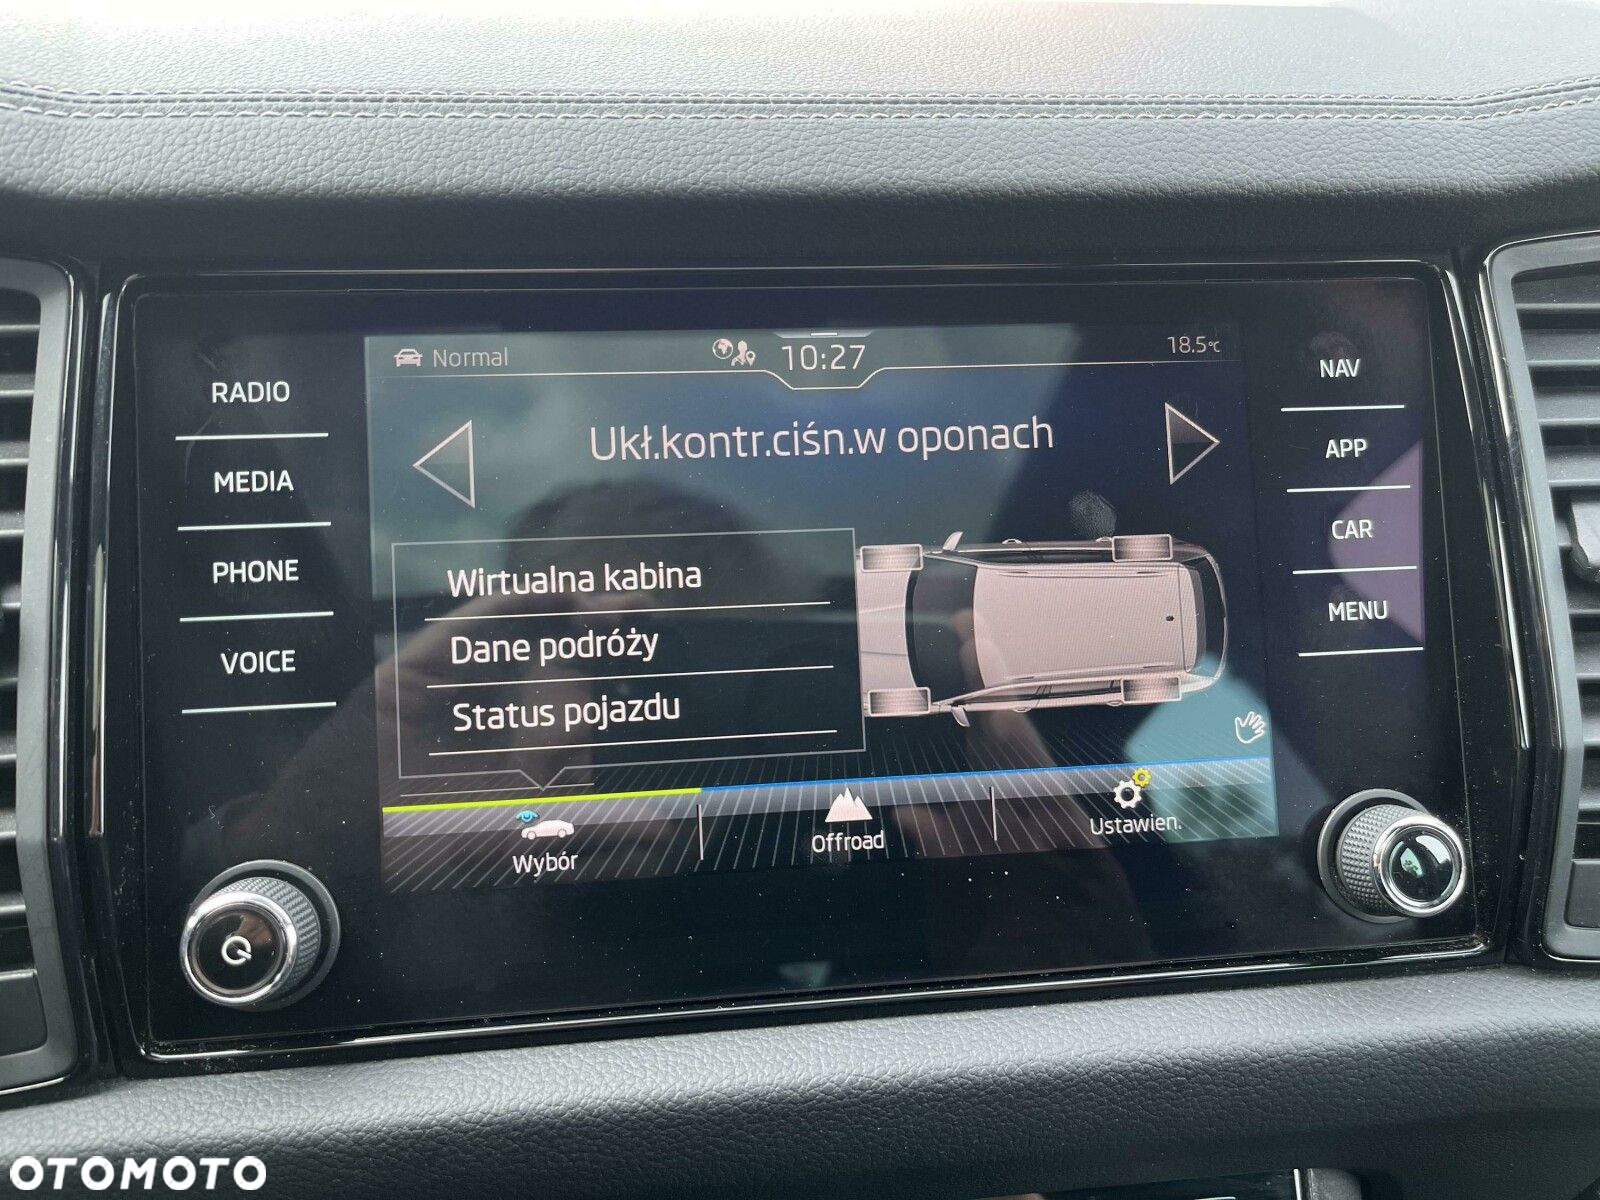 Normal
10:27
18.5°C
Ukł.kontr.ciśn.w oponach
Wirtualna kabina
Dane podróży
Status pojazdu
Wybór
Offroad
Ustawien.
RADIO
MEDIA
PHONE
VOICE
NAV
APP
CAR
MENU
OTOMOTO